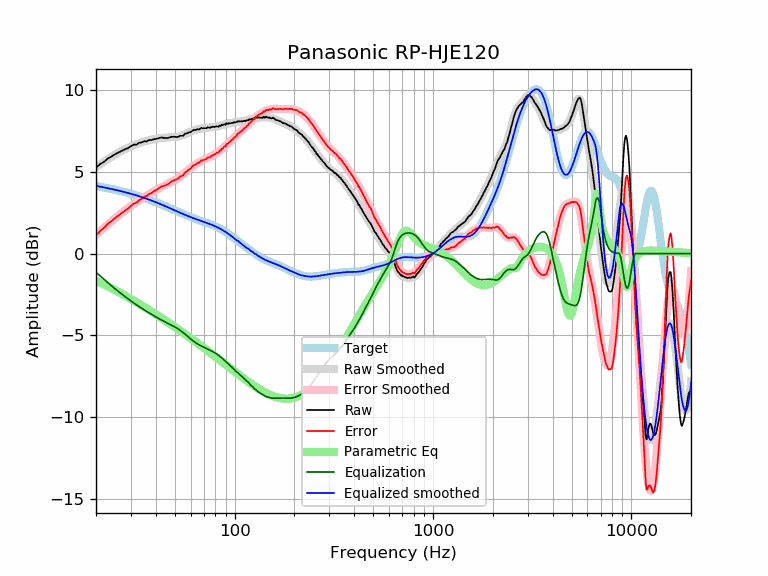 Panasonic RP-HJE120
Amplitude (dBr)
10
5
0
−5
−10
−15
Target
Raw Smoothed
Error Smoothed
Raw
Error
Parametric Eq
Equalization
Equalized smoothed
100
1000
10000
Frequency (Hz)